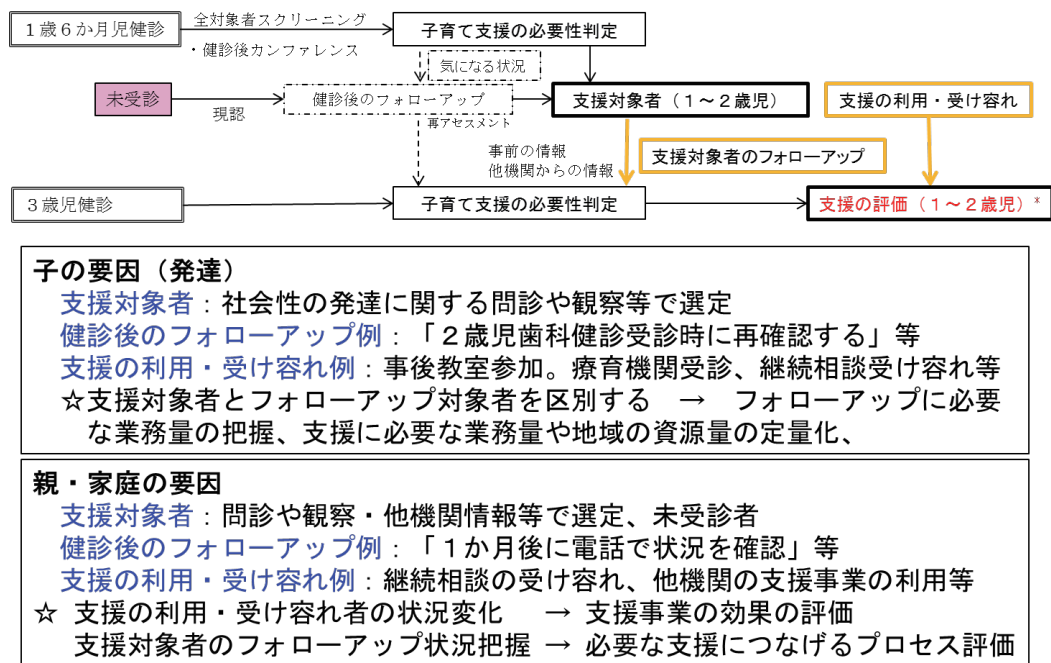 1歳6か月児健診
全対象者スクリーニング
・健診後カンファレンス
子育て支援の必要性判定
気になる状況
未受診
現認
健診後のフォローアップ
支援対象者（1～2歳児）
支援の利用・受け容れ
再アセスメント
事前の情報
他機関からの情報
支援対象者のフォローアップ
3歳児健診
子育て支援の必要性判定
支援の評価（1～2歳児）*
子の要因（発達）
支援対象者：社会性の発達に関する問診や観察等で選定
健診後のフォローアップ例：「２歳児歯科健診受診時に再確認する」等
支援の利用・受け容れ例：事後教室参加。療育機関受診、継続相談受け容れ等
☆支援対象者とフォローアップ対象者を区別する　→　フォローアップに必要
な業務量の把握、支援に必要な業務量や地域の資源量の定量化、
親・家庭の要因
支援対象者：問診や観察・他機関情報等で選定、未受診者
健診後のフォローアップ例：「１か月後に電話で状況を確認」等
支援の利用・受け容れ例：継続相談の受け容れ、他機関の支援事業の利用等
☆ 支援の利用・受け容れ者の状況変化　→ 支援事業の効果の評価
支援対象者のフォローアップ状況把握 → 必要な支援につなげるプロセス評価